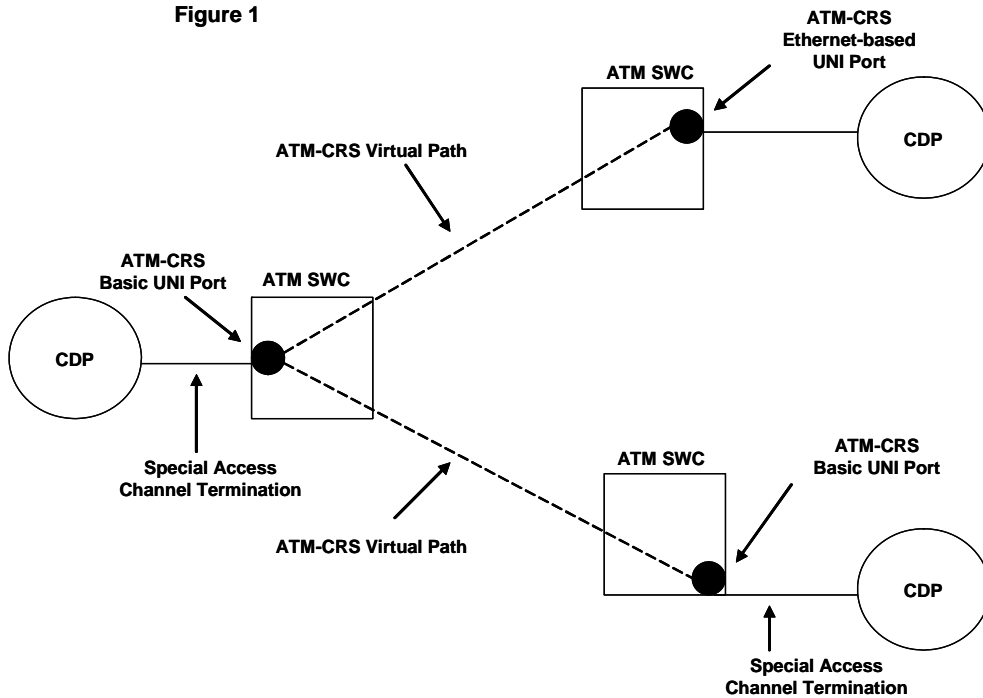 Figure 1
ATM-CRS
Ethernet-based
UNI Port
ATM SWC
CDP
ATM-CRS Virtual Path
ATM-CRS
Basic UNI Port
ATM SWC
CDP
Special Access
Channel Termination
ATM-CRS Virtual Path
ATM SWC
ATM-CRS
Basic UNI Port
CDP
Special Access
Channel Termination